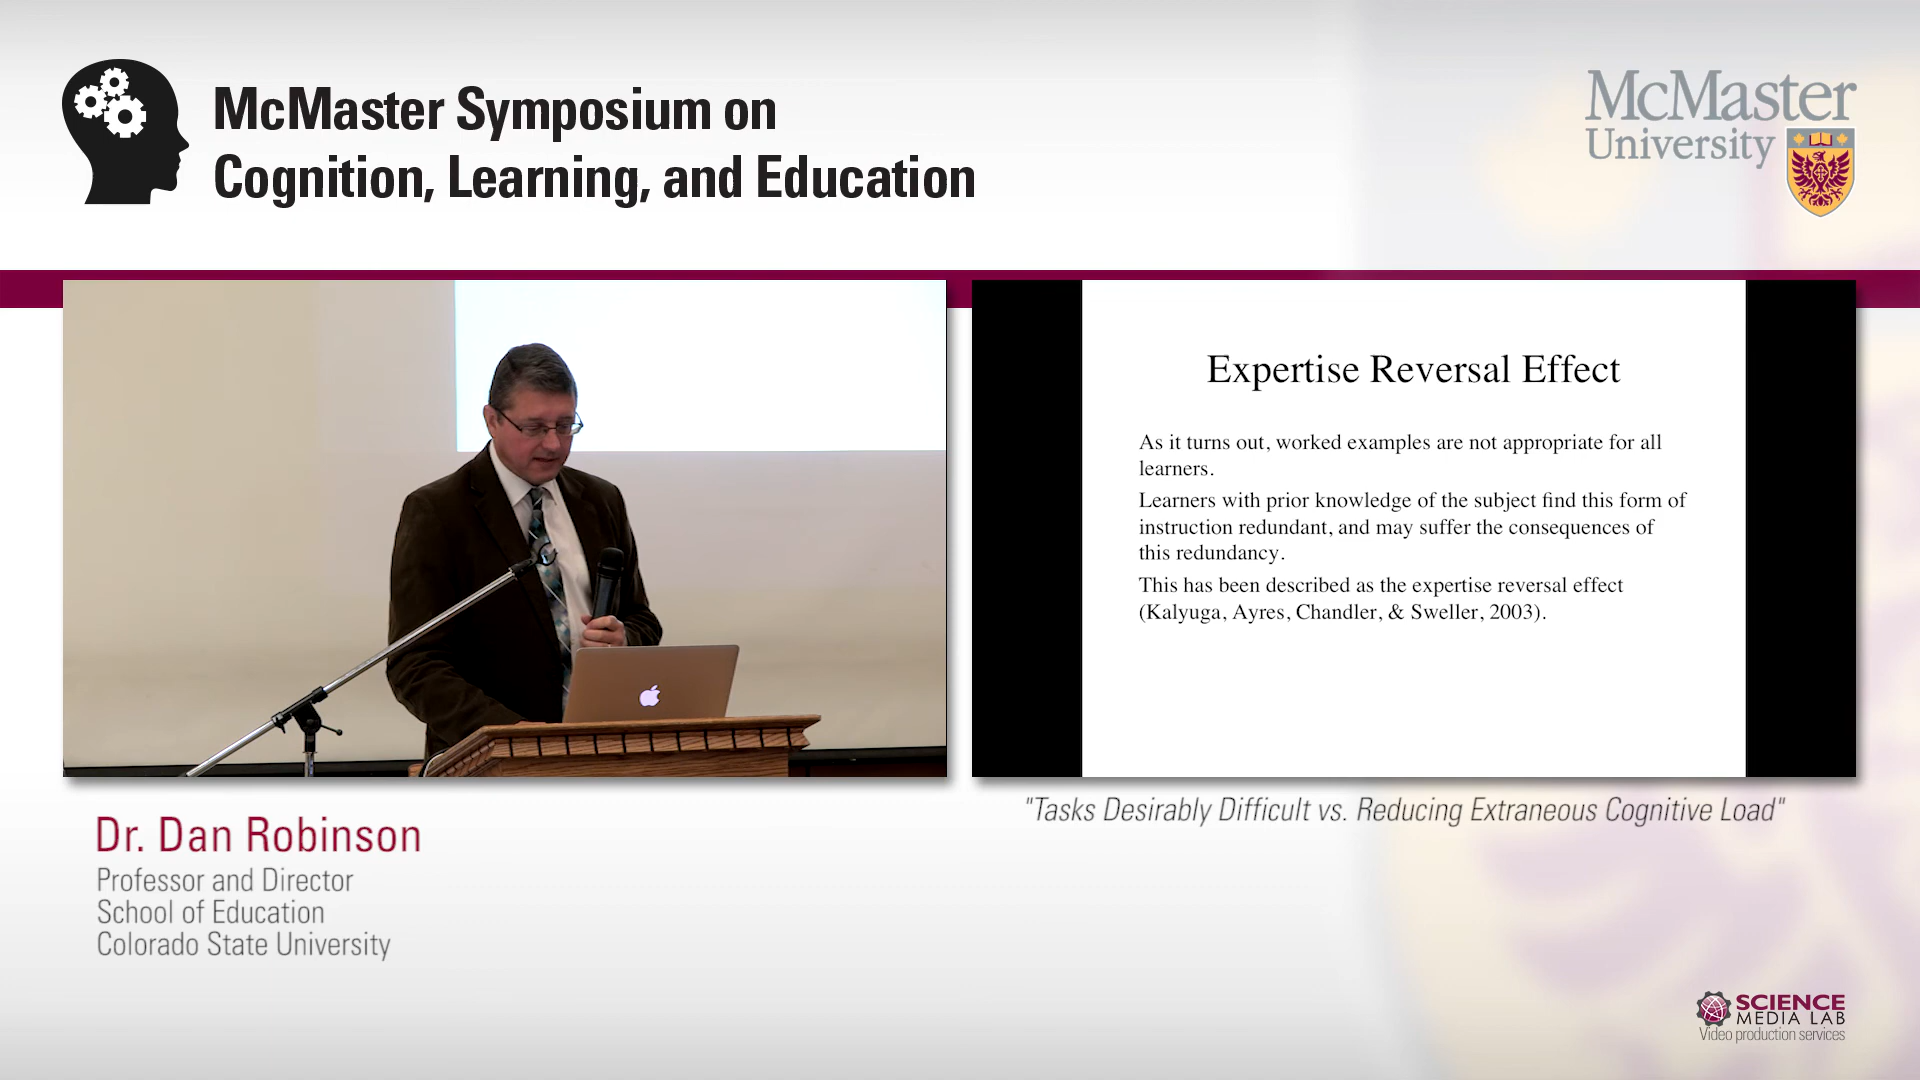 McMaster Symposium on
Cognition, Learning, and Education
McMaster
University
Expertise Reversal Effect
As it turns out, worked examples are not appropriate for all
learners.
Learners with prior knowledge of the subject find this form of
instruction redundant, and may suffer the consequences of
this redundancy.
This has been described as the expertise reversal effect
(Kalyuga, Ayres, Chandler, & Sweller, 2003).
"Tasks Desirably Difficult vs. Reducing Extraneous Cognitive Load"
Dr. Dan Robinson
Professor and Director
School of Education
Colorado State University
SCIENCE
MEDIA LAB
Video production services